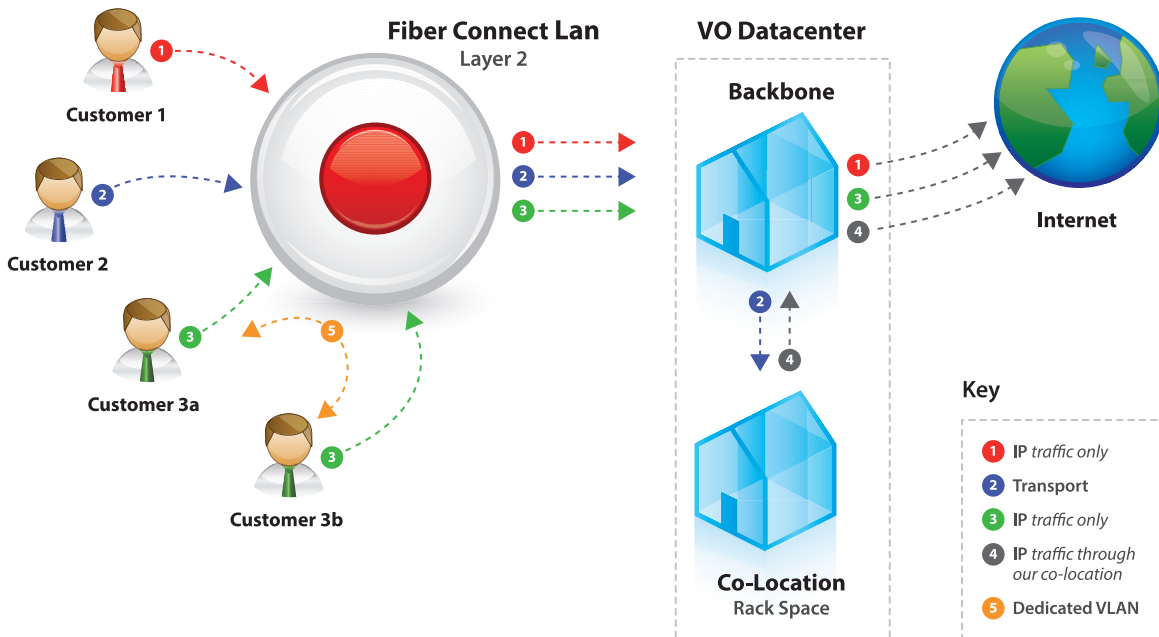 Fiber Connect Lan
Layer 2
VO Datacenter
Backbone
1
Customer 1
2
Customer 2
3
Customer 3a
5
3
Customer 3b
1
2
3
1
3
4
Internet
2
4
Co-Location
Rack Space
Key
1 IP traffic only
2 Transport
3 IP traffic only
4 IP traffic through
our co-location
5 Dedicated VLAN